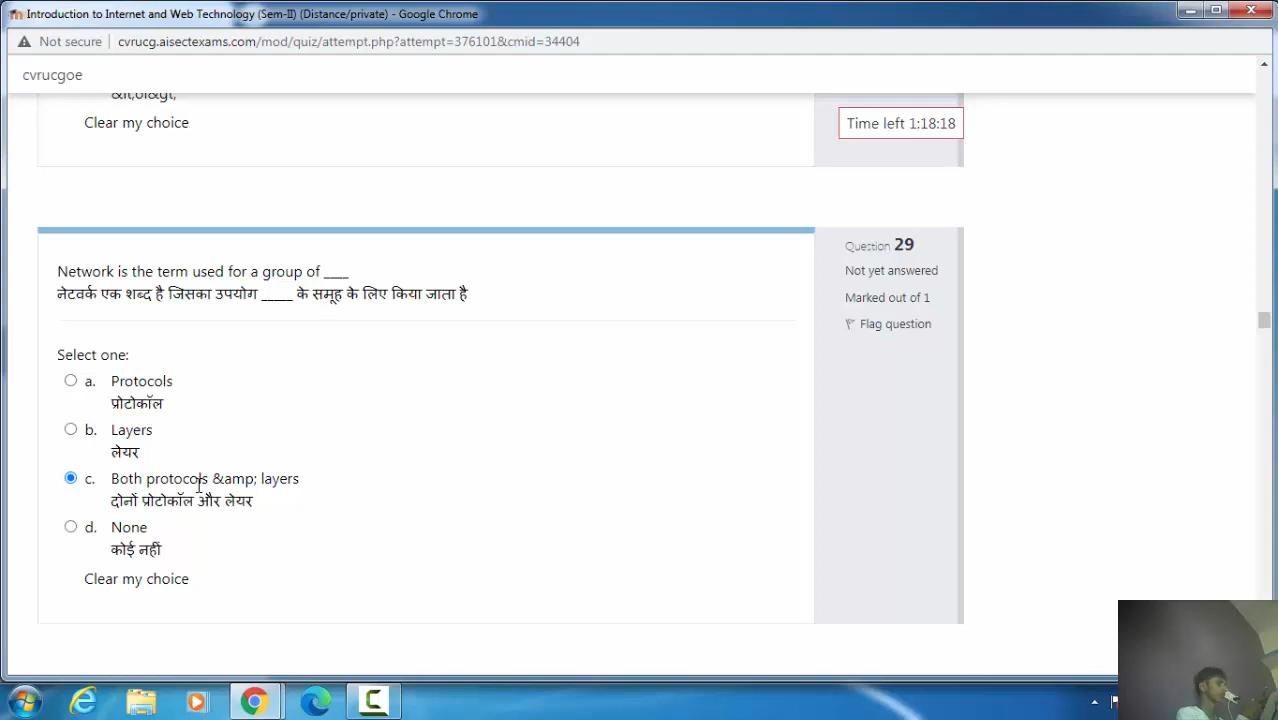 Introduction to Internet and Web Technology (Sem-II) (Distance/private) - Google Chrome
Not secure | cvrucg.aisectexams.com/mod/quiz/attempt.php?attempt=376101&cmid=34404
cvrucgoe
&lt;ol&gt;
Clear my choice
Time left 1:18:18
Network is the term used for a group of ____
नेटवर्क एक शब्द है जिसका उपयोग _____ के समूह के लिए किया जाता है
Select one:
a. Protocols
प्रोटोकॉल
b. Layers
लेयर
c. Both protocols &amp; layers
दोनों प्रोटोकॉल और लेयर
d. None
कोई नहीं
Clear my choice
Question 29
Not yet answered
Marked out of 1
Flag question